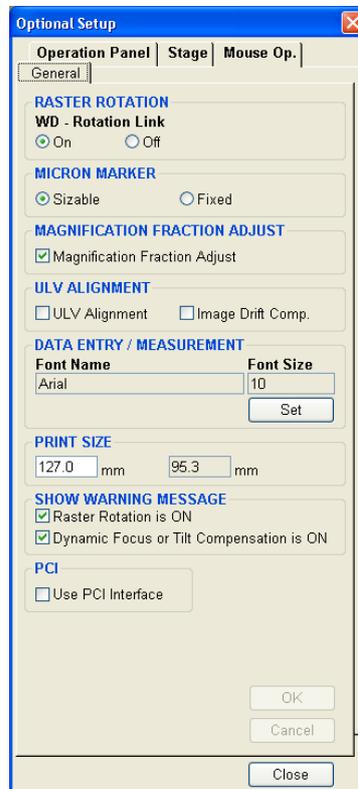 Optional Setup
Operation Panel Stage Mouse Op.
General
RASTER ROTATION
WD - Rotation Link
On Off
MICRON MARKER
Sizable Fixed
MAGNIFICATION FRACTION ADJUST
Magnification Fraction Adjust
ULV ALIGNMENT
ULV Alignment Image Drift Comp.
DATA ENTRY / MEASUREMENT
Font Name Font Size
Arial 10
Set
PRINT SIZE
127.0 mm 95.3 mm
SHOW WARNING MESSAGE
Raster Rotation is ON
Dynamic Focus or Tilt Compensation is ON
PCI
Use PCI Interface
OK
Cancel
Close